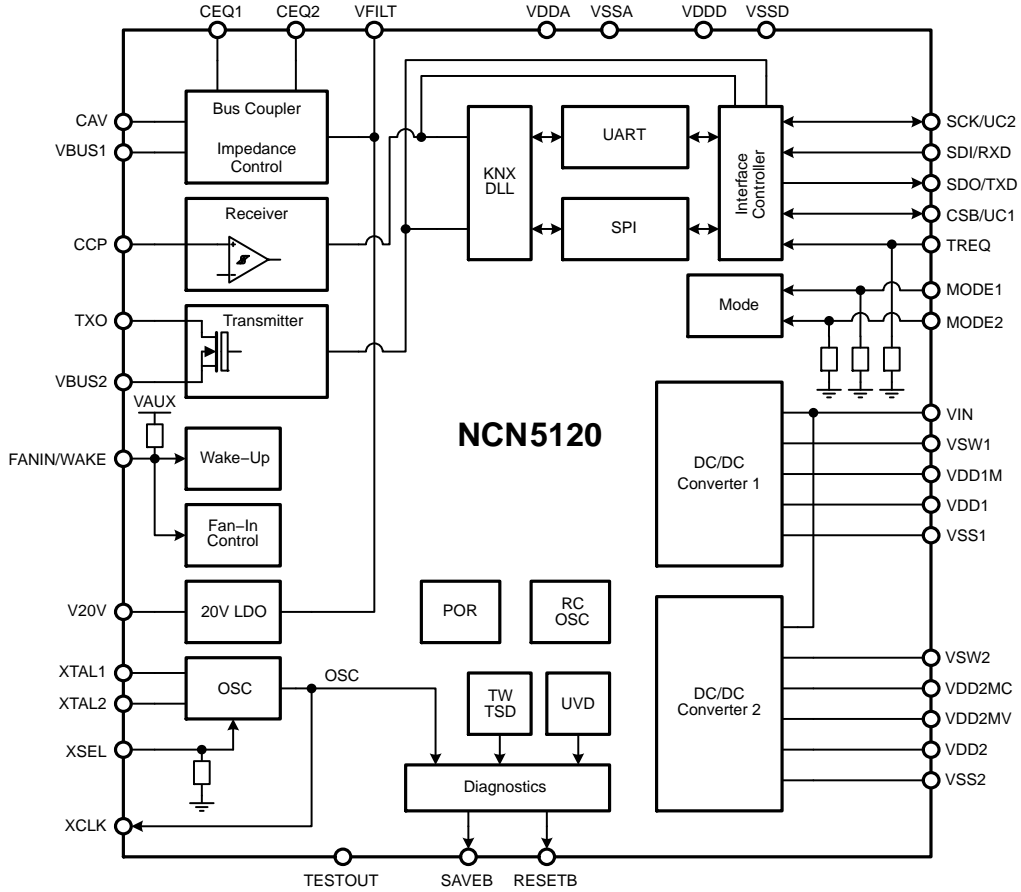 CEQ1
CEQ2
VFILT
VDDA
VSSA
VDDD
VSSD
CAV
VBUS1
CCP
TXO
VBUS2
VAUX
FANIN/WAKE
V20V
XTAL1
XTAL2
XSEL
XCLK
Bus Coupler
Impedance
Control
Receiver
Transmitter
Wake−Up
Fan−In
Control
20V LDO
OSC
OSC
KNX
DLL
UART
SPI
Interface
Controller
Mode
NCN5120
DC/DC
Converter 1
DC/DC
Converter 2
POR
RC
OSC
TW
TSD
UVD
Diagnostics
SCK/UC2
SDI/RXD
SDO/TXD
CSB/UC1
TREQ
MODE1
MODE2
VIN
VSW1
VDD1M
VDD1
VSS1
VSW2
VDD2MC
VDD2MV
VDD2
VSS2
TESTOUT
SAVEB
RESETB